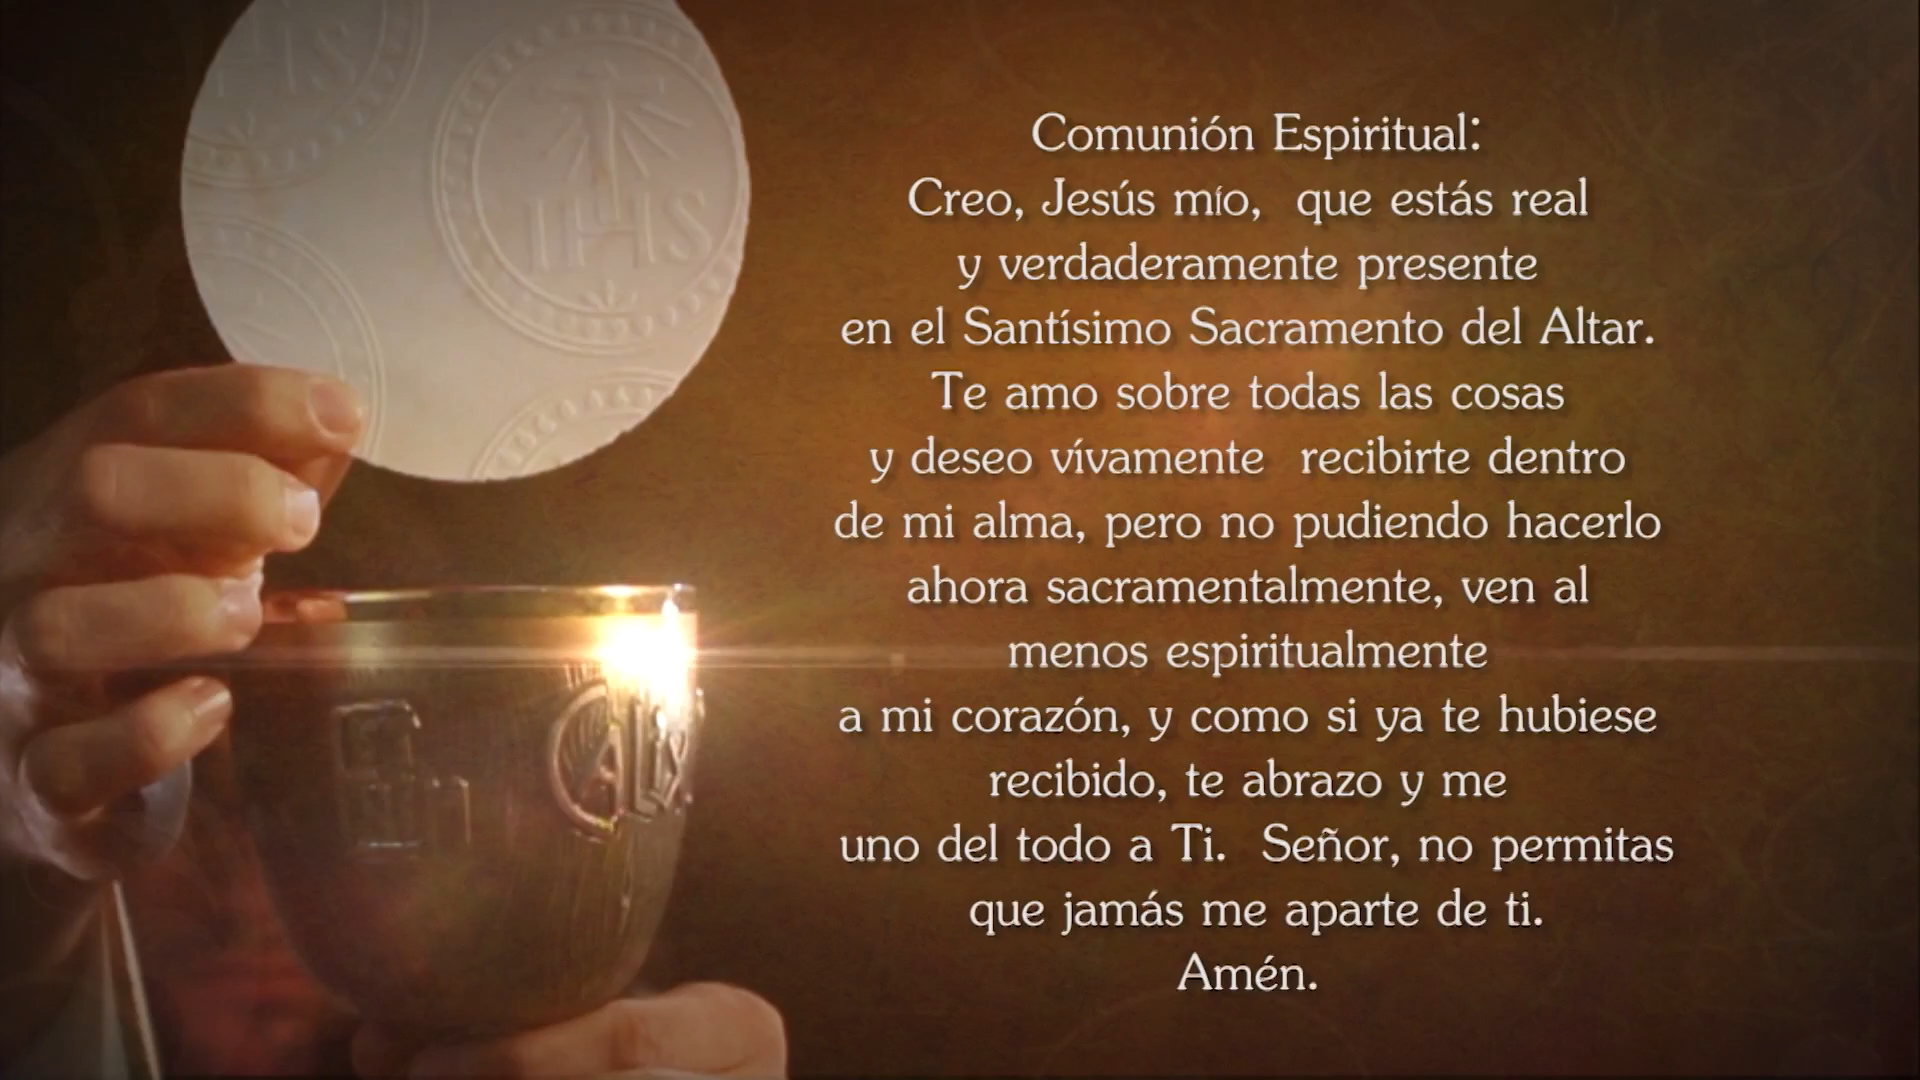 IHS
Comunión Espiritual:
Creo, Jesús mío, que estás real
y verdaderamente presente
en el Santísimo Sacramento del Altar.
Te amo sobre todas las cosas
y deseo vívamente recibirte dentro
de mi alma, pero no pudiendo hacerlo
ahora sacramentalmente, ven al
menos espiritualmente
a mi corazón, y como si ya te hubiese
recibido, te abrazo y me
uno del todo a Ti. Señor, no permitas
que jamás me aparte de ti.
Amén.
Calix